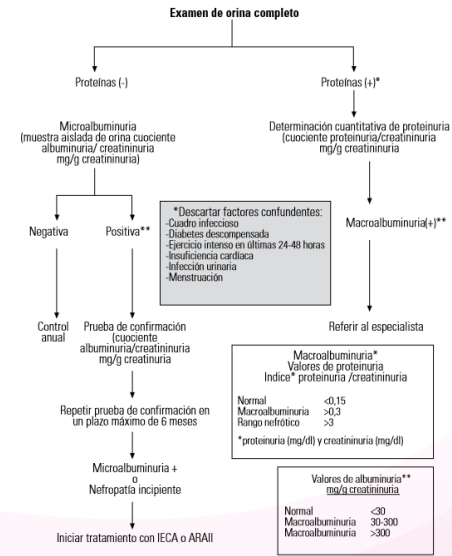 Examen de orina completo
Proteínas (-)
Proteínas (+)*
Microalbuminuria
(muestra aislada de orina cuociente
albuminuria/ creatininuria
mg/g creatininuria)
Determinación cuantitativa de proteinuria
(cuociente proteinuria/creatininuria
mg/g creatininuria
Negativa
Positiva**
*Descartar factores confundentes:
-Cuadro infeccioso
-Diabetes descompensada
-Ejercicio intenso en últimas 24-48 horas
-Insuficiencia cardíaca
-Infección urinaria
-Menstruación
Macroalbuminuria(+)**
Control
anual
Prueba de confirmación
(cuociente
albuminuria/creatininuria
mg/g creatinuria
Referir al especialista
Macroalbuminuria*
Valores de proteinuria
Indice* proteinuria /creatininuria
Normal <0,15
Macroalbuminuria >0,3
Rango nefrótico >3
*proteinuria (mg/dl) y creatininuria (mg/dl)
Repetir prueba de confirmación en
un plazo máximo de 6 meses
Microalbuminuria +
o
Nefropatía incipiente
Iniciar tratamiento con IECA o ARAII
Valores de albuminuria**
mg/g creatininuria
Normal <30
Macroalbuminuria 30-300
Macroalbuminuria >300